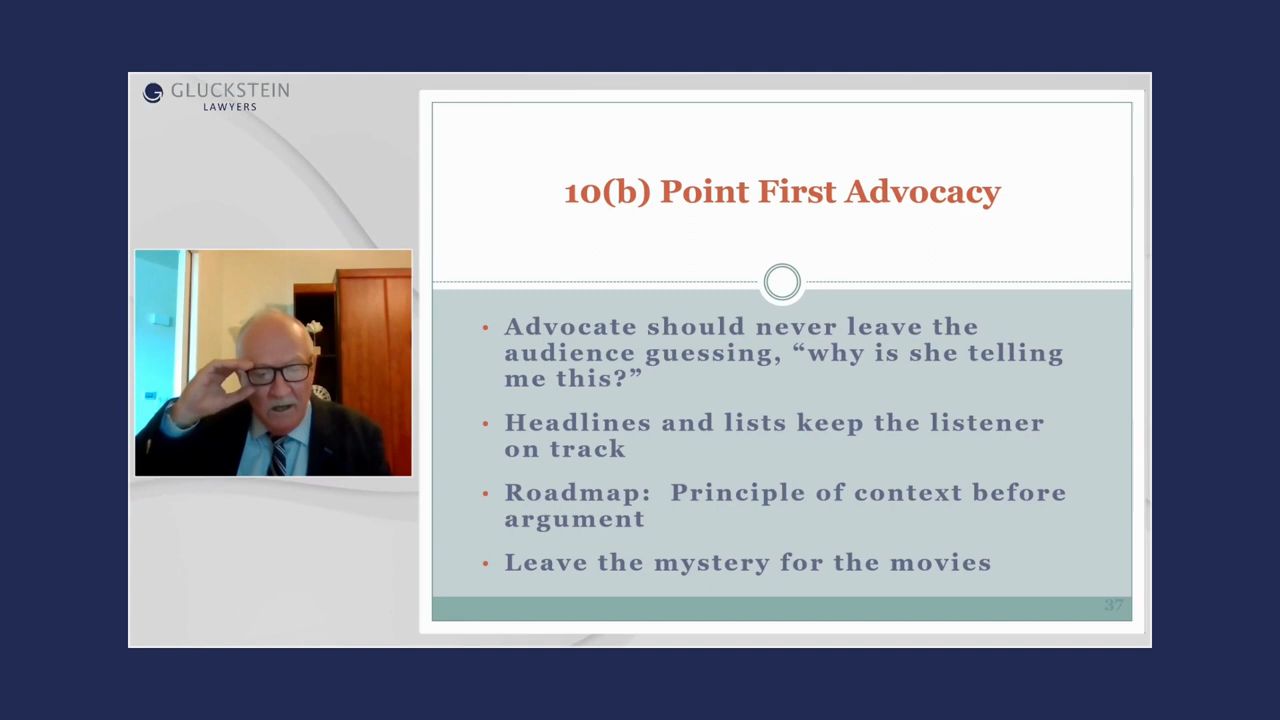 GLUCKSTEIN
LAWYERS
10(b) Point First Advocacy
• Advocate should never leave the
audience guessing, “why is she telling
me this?”
• Headlines and lists keep the listener
on track
• Roadmap: Principle of context before
argument
• Leave the mystery for the movies
37